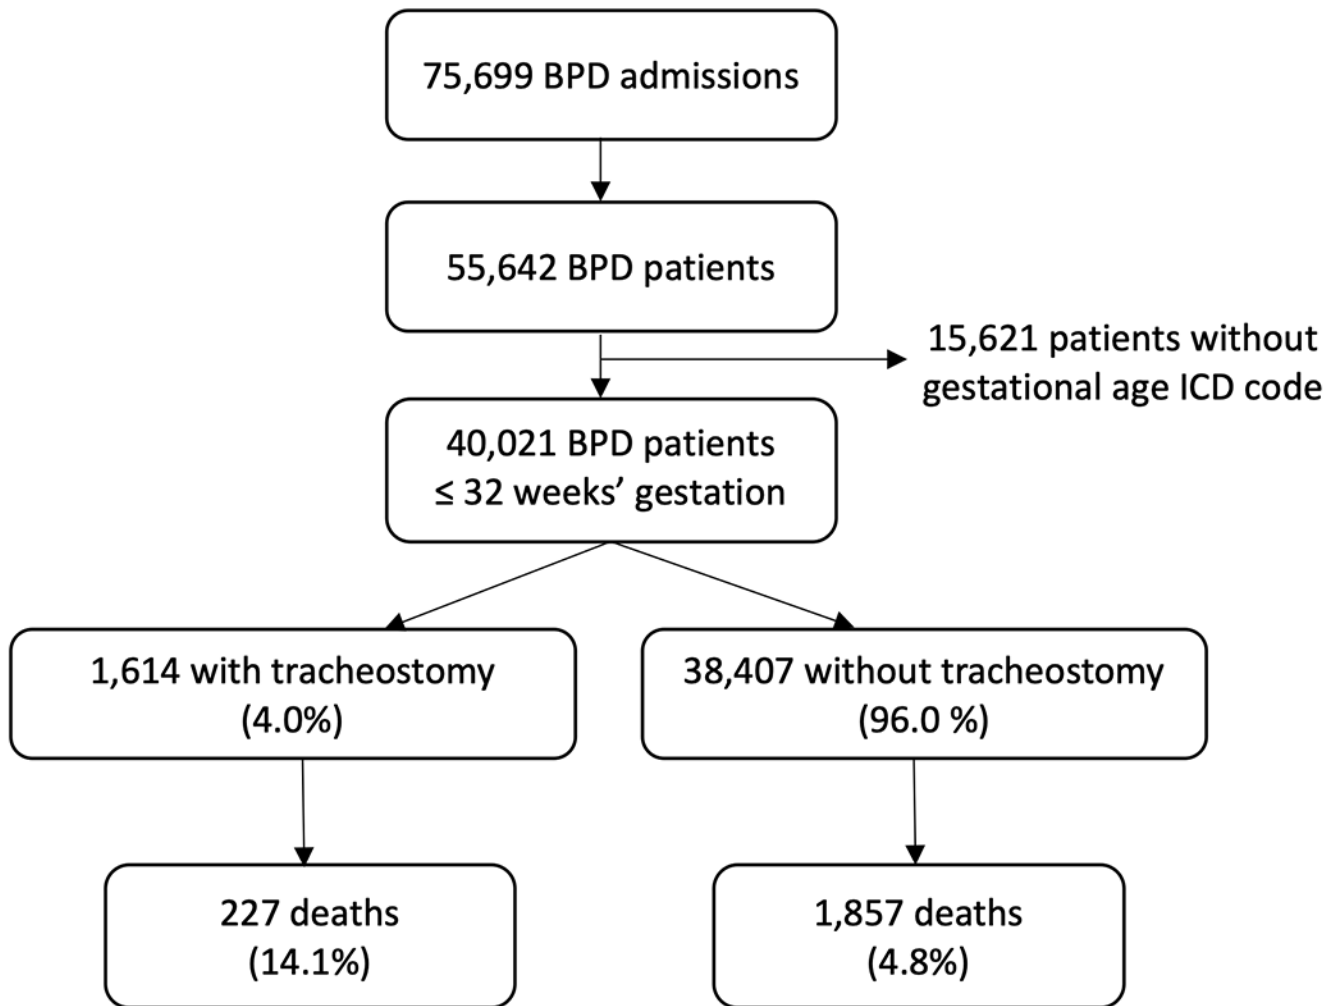 75,699 BPD admissions
55,642 BPD patients
15,621 patients without
gestational age ICD code
40,021 BPD patients
≤ 32 weeks’ gestation
1,614 with tracheostomy
(4.0%)
38,407 without tracheostomy
(96.0 %)
227 deaths
(14.1%)
1,857 deaths
(4.8%)